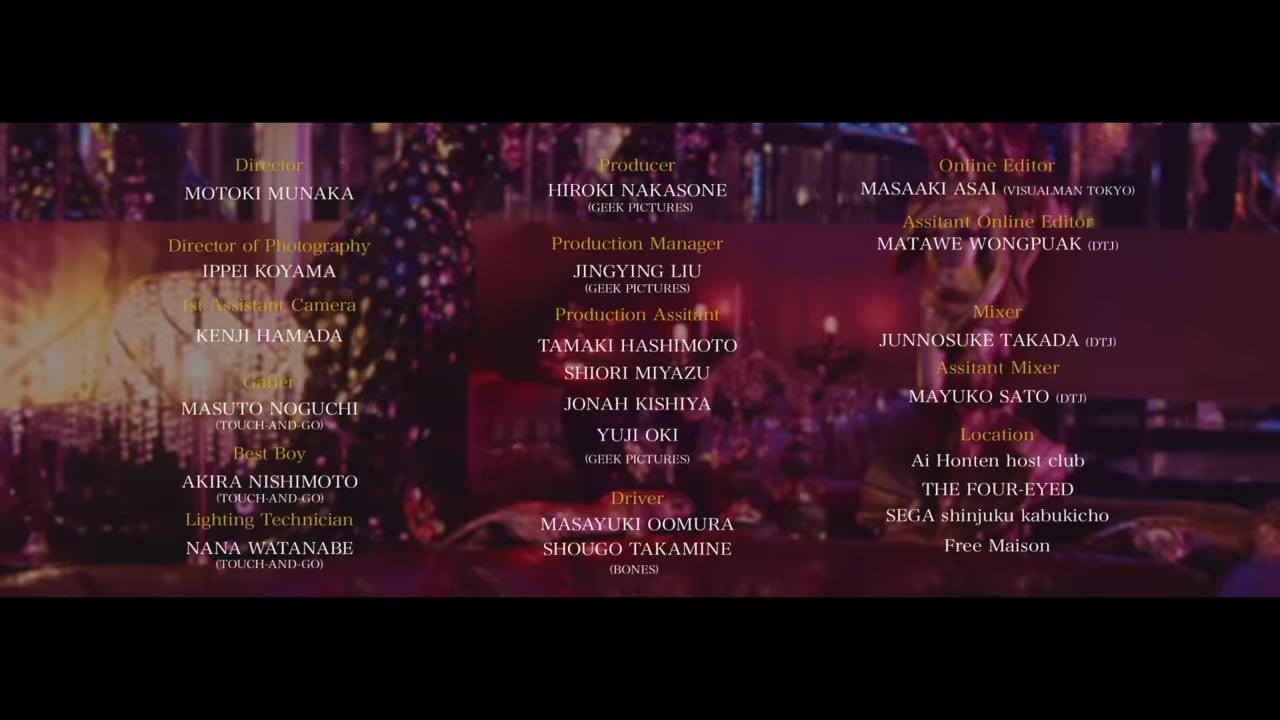 Director
MOTOKI MUNAKA
Director of Photography
IPPEI KOYAMA
1st Assistant Camera
KENJI HAMADA
Gaffer
MASUTO NOGUCHI
(TOUCH-AND-GO)
Best Boy
AKIRA NISHIMOTO
(TOUCH-AND-GO)
Lighting Technician
NANA WATANABE
(TOUCH-AND-GO)
Producer
HIROKI NAKASONE
(GEEK PICTURES)
Production Manager
JINGYING LIU
(GEEK PICTURES)
Production Assitant
TAMAKI HASHIMOTO
SHIORI MIYAZU
JONAH KISHIYA
YUJI OKI
(GEEK PICTURES)
Driver
MASAYUKI OOMURA
SHOUGO TAKAMINE
(BONES)
Online Editor
MASAAKI ASAI (VISUALMAN TOKYO)
Assitant Online Editor
MATAWE WONGPUAK (DTJ)
Mixer
JUNNOSUKE TAKADA (DTJ)
Assitant Mixer
MAYUKO SATO (DTJ)
Location
Ai Honten host club
THE FOUR-EYED
SEGA shinjuku kabukicho
Free Maison